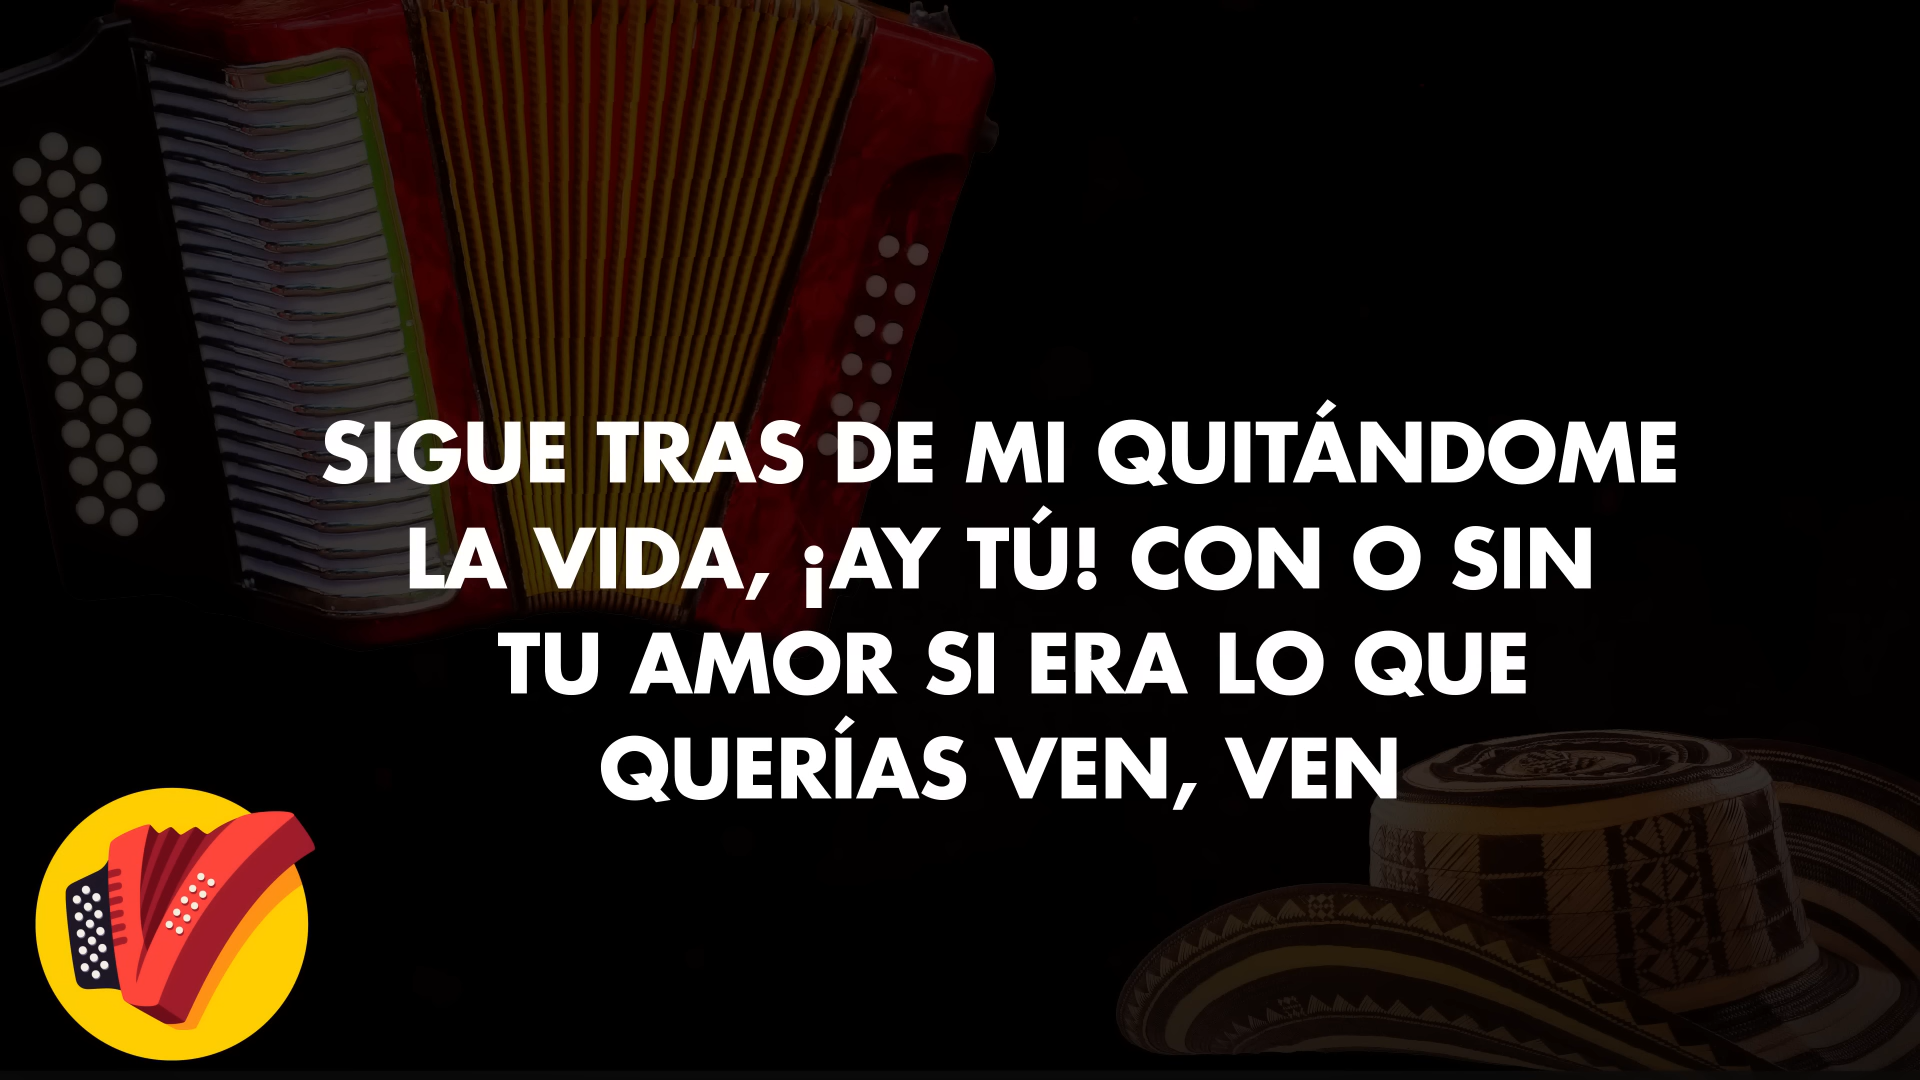 SIGUE TRAS DE MI QUITÁNDOME
LA VIDA, ¡AY TÚ! CON O SIN
TU AMOR SI ERA LO QUE
QUERÍAS VEN, VEN